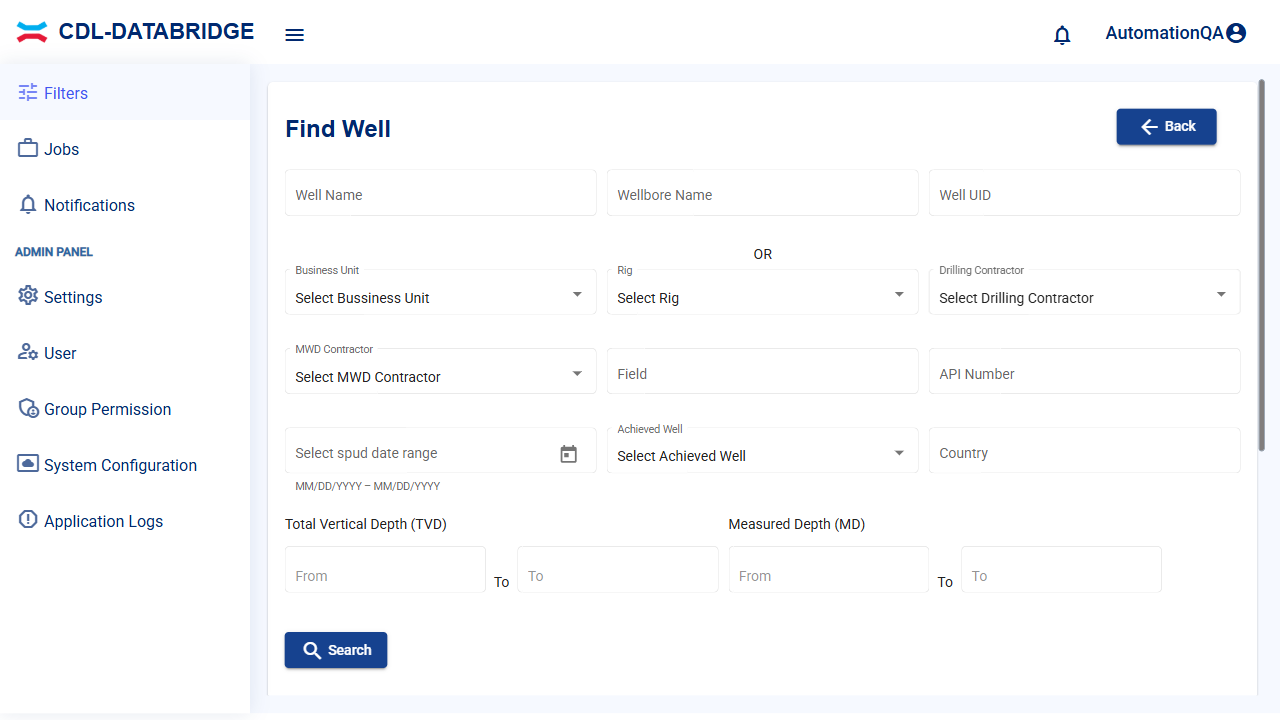 CDL-DATABRIDGE
AutomationQA
Filters
Jobs
Notifications
ADMIN PANEL
Settings
User
Group Permission
System Configuration
Application Logs
Find Well
Back
Well Name
Wellbore Name
Well UID
OR
Business Unit
Select Bussiness Unit
Rig
Select Rig
Drilling Contractor
Select Drilling Contractor
MWD Contractor
Select MWD Contractor
Field
API Number
Select spud date range
MM/DD/YYYY – MM/DD/YYYY
Achieved Well
Select Achieved Well
Country
Total Vertical Depth (TVD)
From
To
To
Measured Depth (MD)
From
To
To
Search